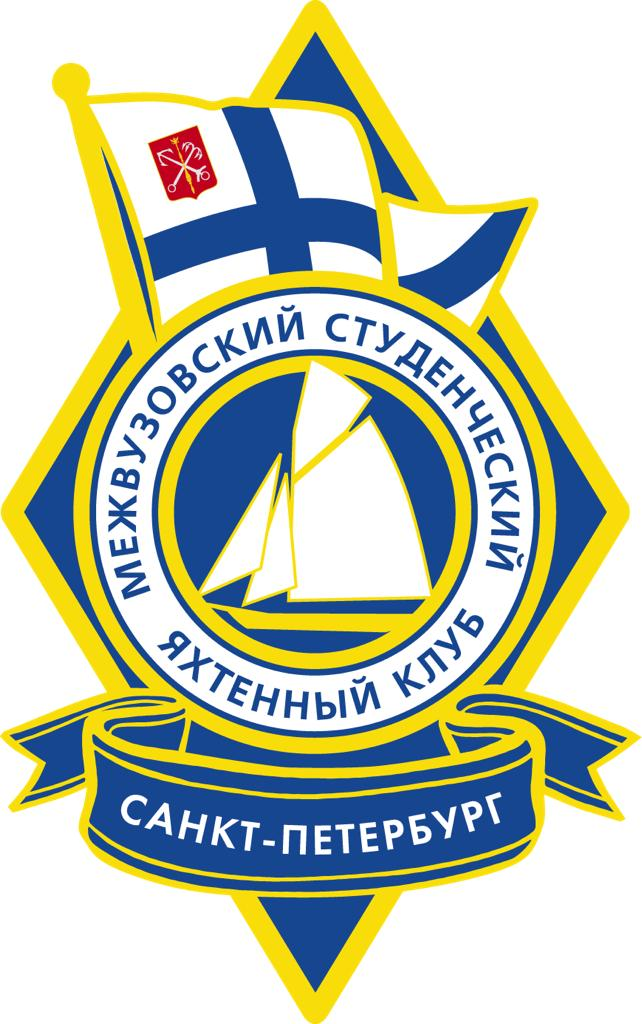 МЕЖВУЗОВСКИЙ СТУДЕНЧЕСКИЙ
ЯХТЕННЫЙ КЛУБ
САНКТ-ПЕТЕРБУРГ